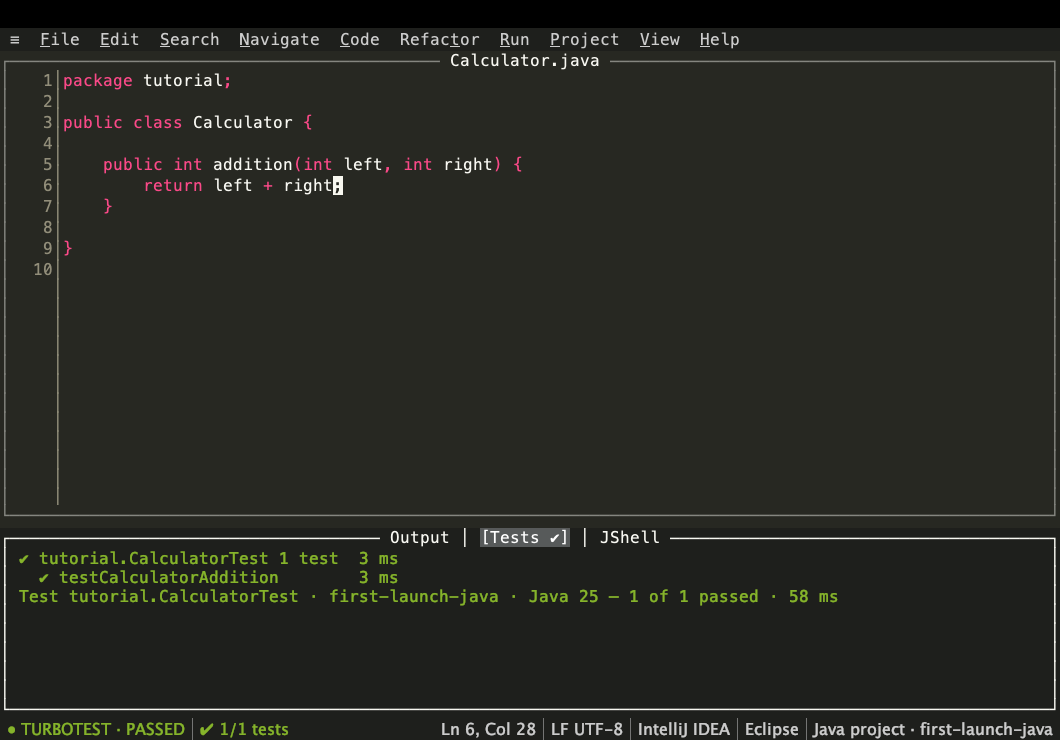 ≡ File Edit Search Navigate Code Refactor Run Project View Help
Calculator.java
1 package tutorial;
2
3 public class Calculator {
4
5     public int addition(int left, int right) {
6         return left + right;
7     }
8
9 }
10
Output | [Tests ✔] | JShell
✔ tutorial.CalculatorTest 1 test  3 ms
  ✔ testCalculatorAddition        3 ms
Test tutorial.CalculatorTest · first-launch-java · Java 25 — 1 of 1 passed · 58 ms
● TURBOTEST · PASSED │ ✔ 1/1 tests Ln 6, Col 28 │ LF UTF-8 │ IntelliJ IDEA │ Eclipse │ Java project · first-launch-java